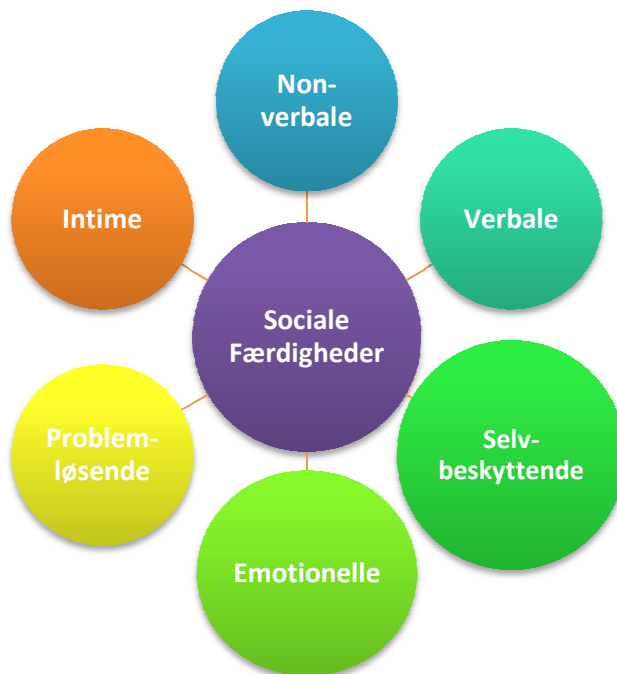 Non-
verbale
Intime
Verbale
Sociale
Færdigheder
Problem-
løsende
Selv-
beskyttende
Emotionelle